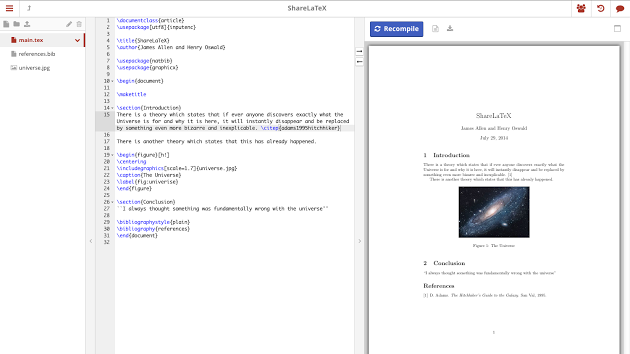 ShareLaTeX
main.tex
references.bib
universe.jpg
1 \documentclass{article}
2 \usepackage[utf8]{inputenc}
3
4 \title{ShareLaTeX}
5 \author{James Allen and Henry Oswald}
6
7 \usepackage{natbib}
8 \usepackage{graphicx}
9
10 \begin{document}
11
12 \maketitle
13
14 \section{Introduction}
15 There is a theory which states that if ever anyone discovers exactly what the
Universe is for and why it is here, it will instantly disappear and be replaced
by something even more bizarre and inexplicable. \citep{adams1995hitchhiker}
16
17 There is another theory which states that this has already happened.
18
19 \begin{figure}[h!]
20 \centering
21 \includegraphics[scale=1.7]{universe.jpg}
22 \caption{The Universe}
23 \label{fig:universe}
24 \end{figure}
25
26 \section{Conclusion}
27 ``I always thought something was fundamentally wrong with the universe''
28
29 \bibliographystyle{plain}
30 \bibliography{references}
31 \end{document}
32
Recompile
ShareLaTeX
James Allen and Henry Oswald
July 29, 2014
1 Introduction
There is a theory which states that if ever anyone discovers exactly what the
Universe is for and why it is here, it will instantly disappear and be replaced by
something even more bizarre and inexplicable. [1]
There is another theory which states that this has already happened.
Figure 1: The Universe
2 Conclusion
"I always thought something was fundamentally wrong with the universe"
References
[1] D. Adams. The Hitchhiker's Guide to the Galaxy. San Val, 1995.
1